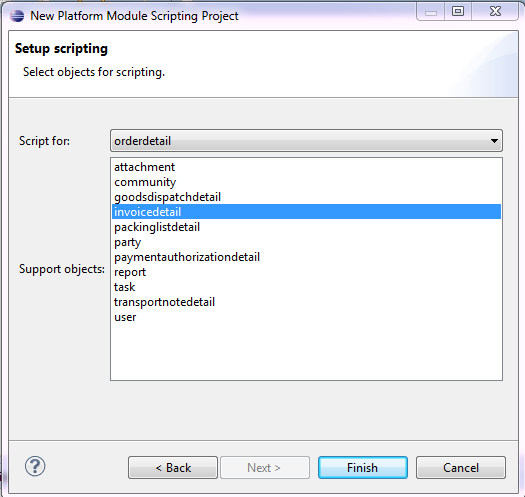 New Platform Module Scripting Project
Setup scripting
Select objects for scripting.
Script for:
orderdetail
Support objects:
attachment
community
goodsdispatchdetail
invoicedetail
packinglistdetail
party
paymentauthorizationdetail
report
task
transportnotedetail
user
?
< Back
Next >
Finish
Cancel